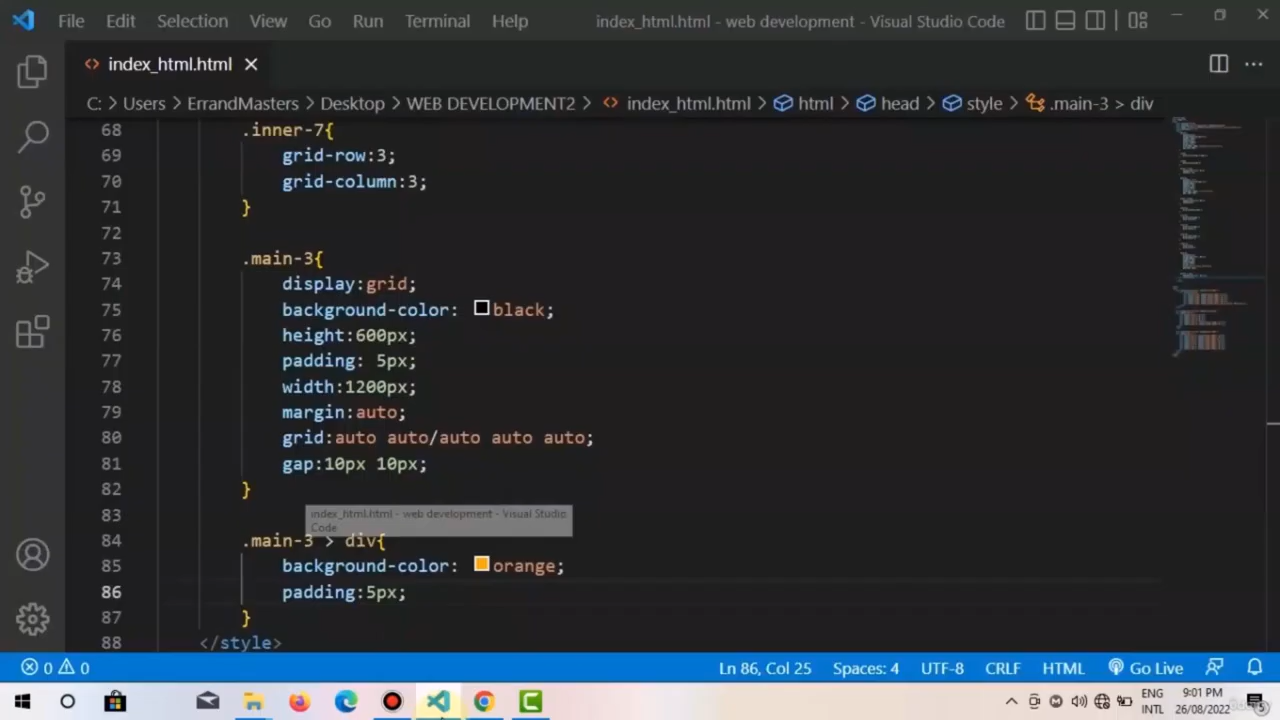 File Edit Selection View Go Run Terminal Help index_html.html - web development - Visual Studio Code
index_html.html
C: > Users > ErrandMasters > Desktop > WEB DEVELOPMENT2 > index_html.html > html > head > style > .main-3 > div
68 .inner-7{
69 grid-row:3;
70 grid-column:3;
71 }
72
73 .main-3{
74 display:grid;
75 background-color: black;
76 height:600px;
77 padding: 5px;
78 width:1200px;
79 margin:auto;
80 grid:auto auto/auto auto auto;
81 gap:10px 10px;
82 }
83
index_html.html - web development - Visual Studio
Code
84 .main-3 > div{
85 background-color: orange;
86 padding:5px;
87 }
88 </style>
0 0 Ln 86, Col 25 Spaces: 4 UTF-8 CRLF HTML Go Live
ENG 9:01 PM
INTL 26/08/2022 5